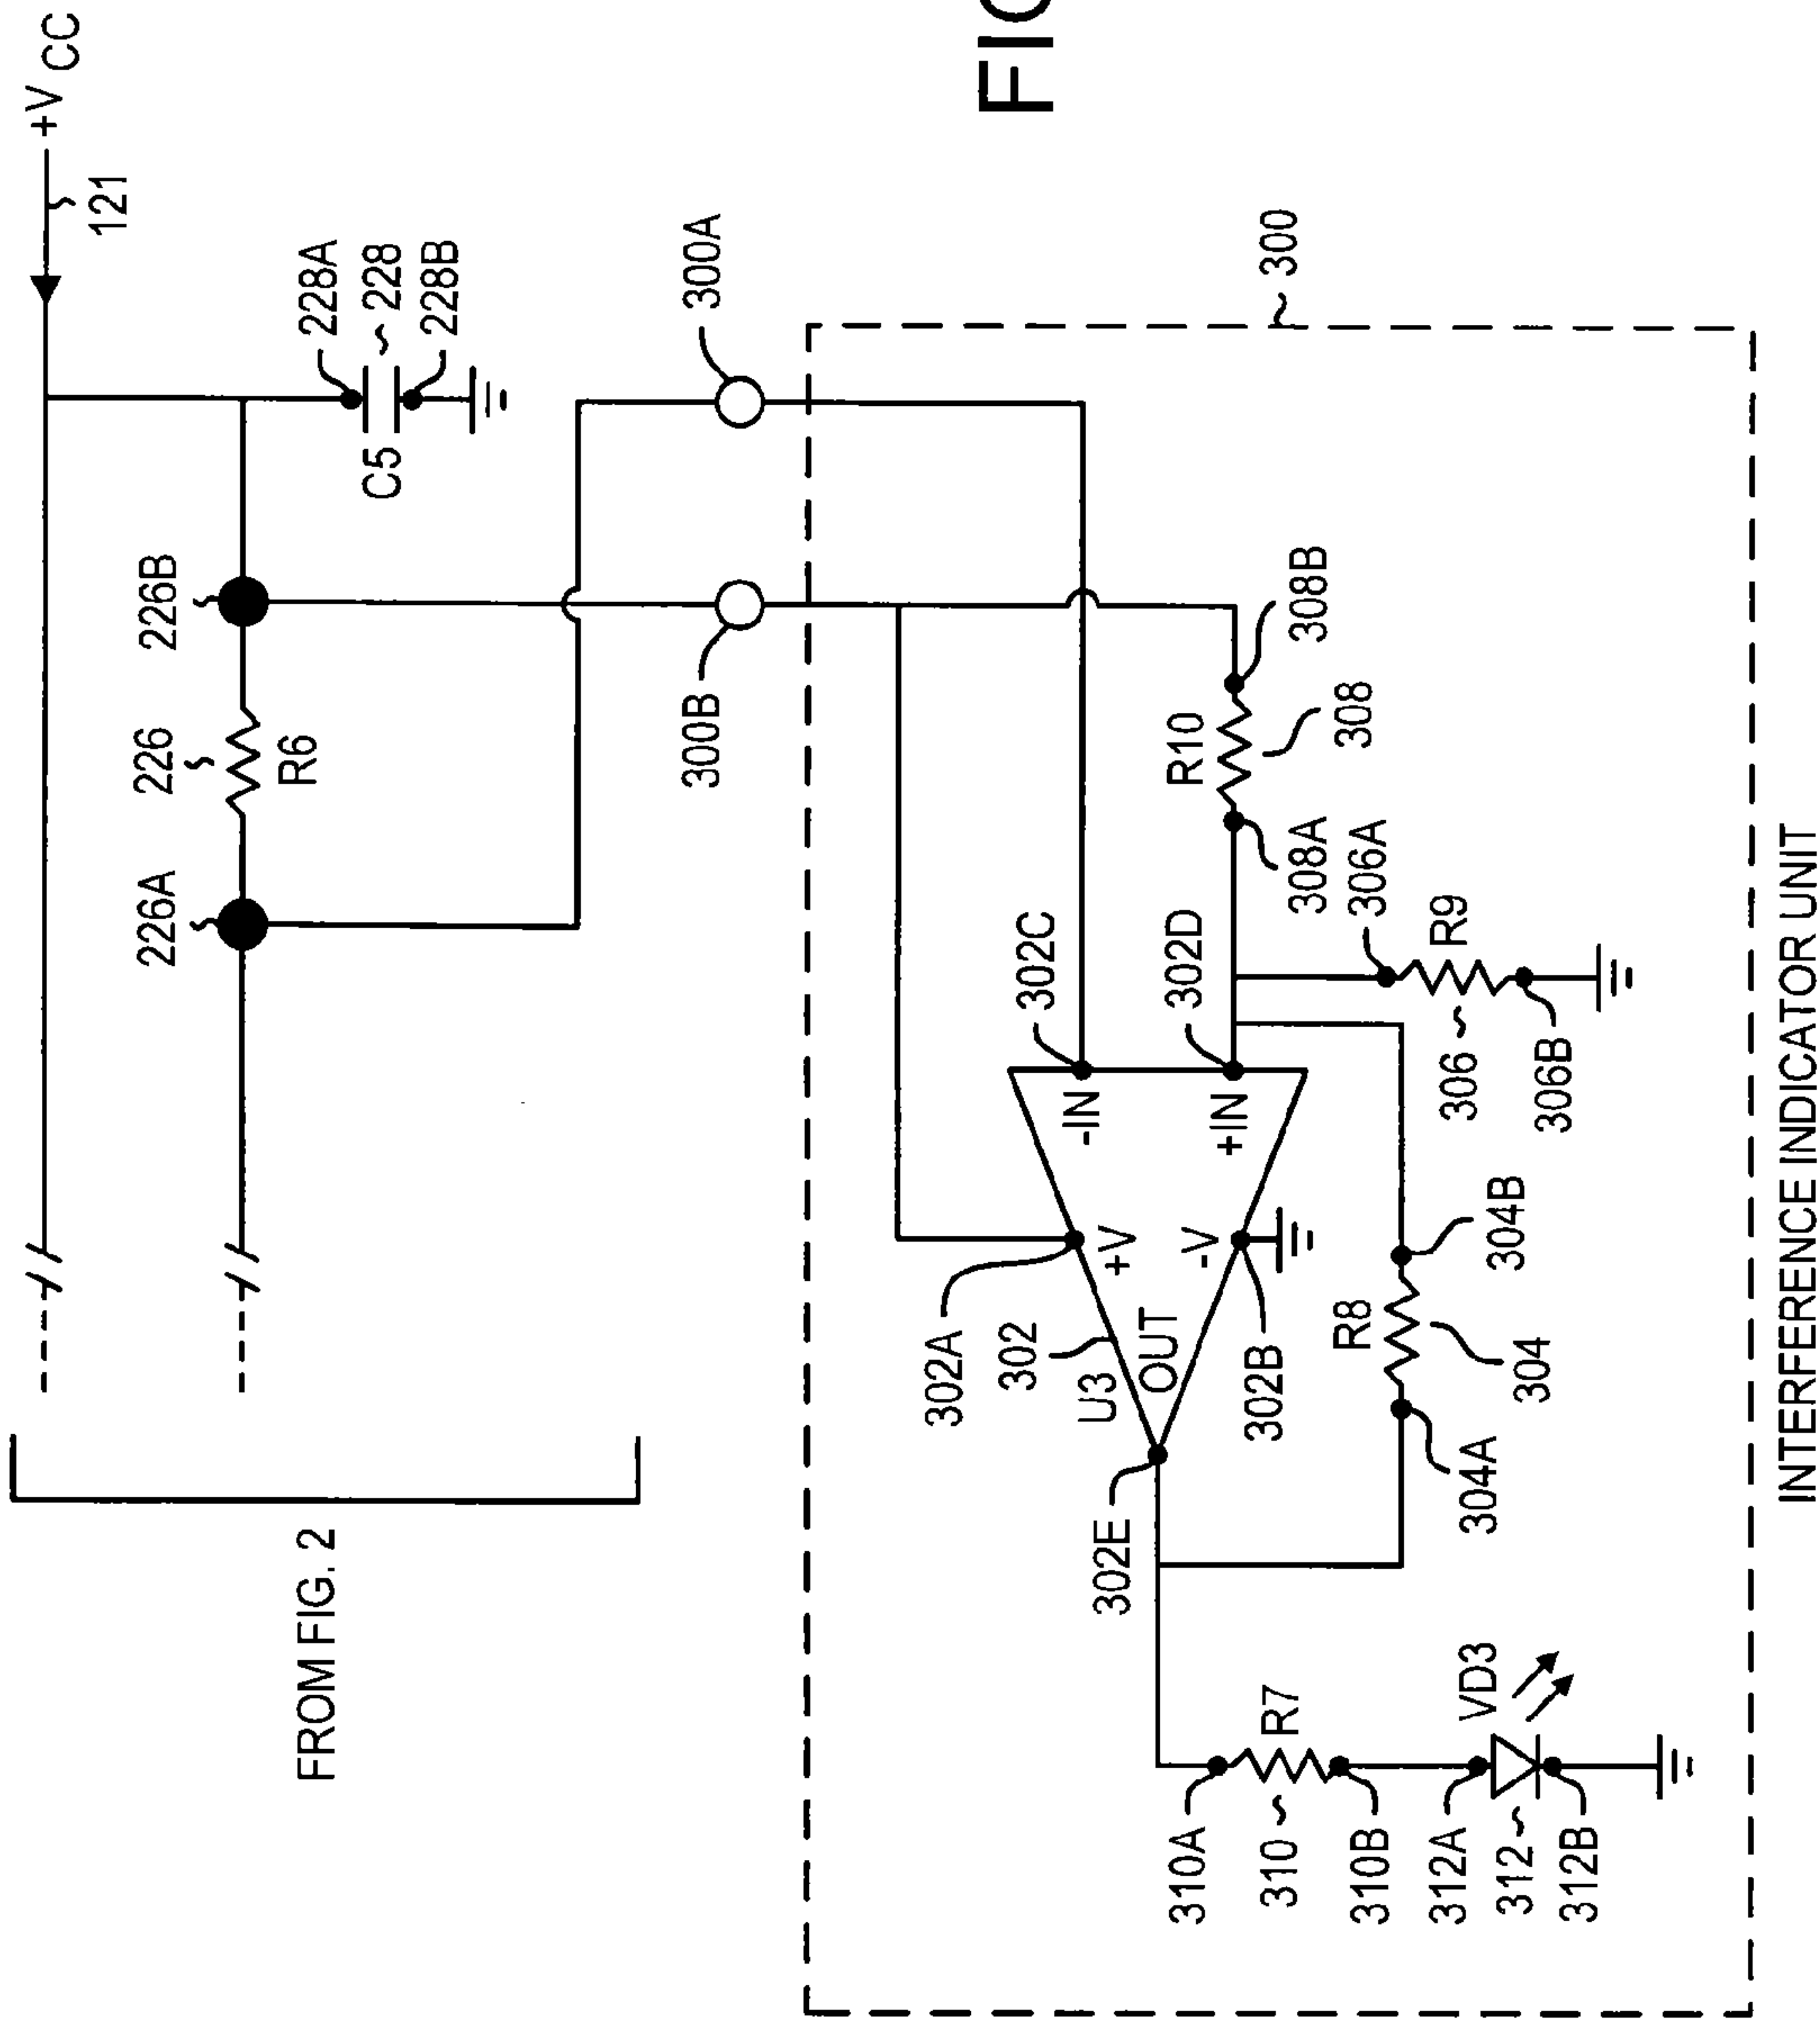 +VCC
121
228A
228
228B
C5
226B
226
R6
226A
FROM FIG. 2
300A
300B
300
308B
R10
308
308A
306A
R9
306
306B
302C
302D
-IN
+IN
+V
-V
OUT
302A
302
U3
302B
302E
R8
304B
304
304A
R7
310A
310
310B
VD3
312A
312
312B
INTERFERENCE INDICATOR UNIT